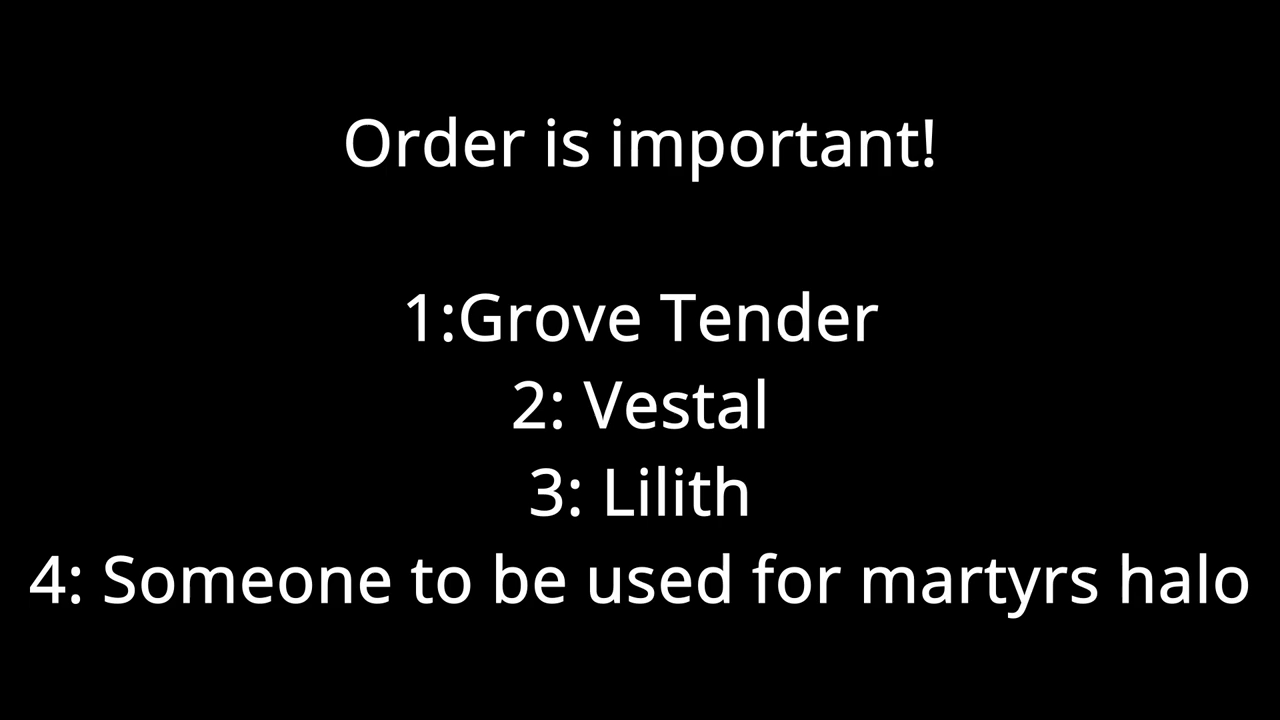 Order is important!
1:Grove Tender
2: Vestal
3: Lilith
4: Someone to be used for martyrs halo